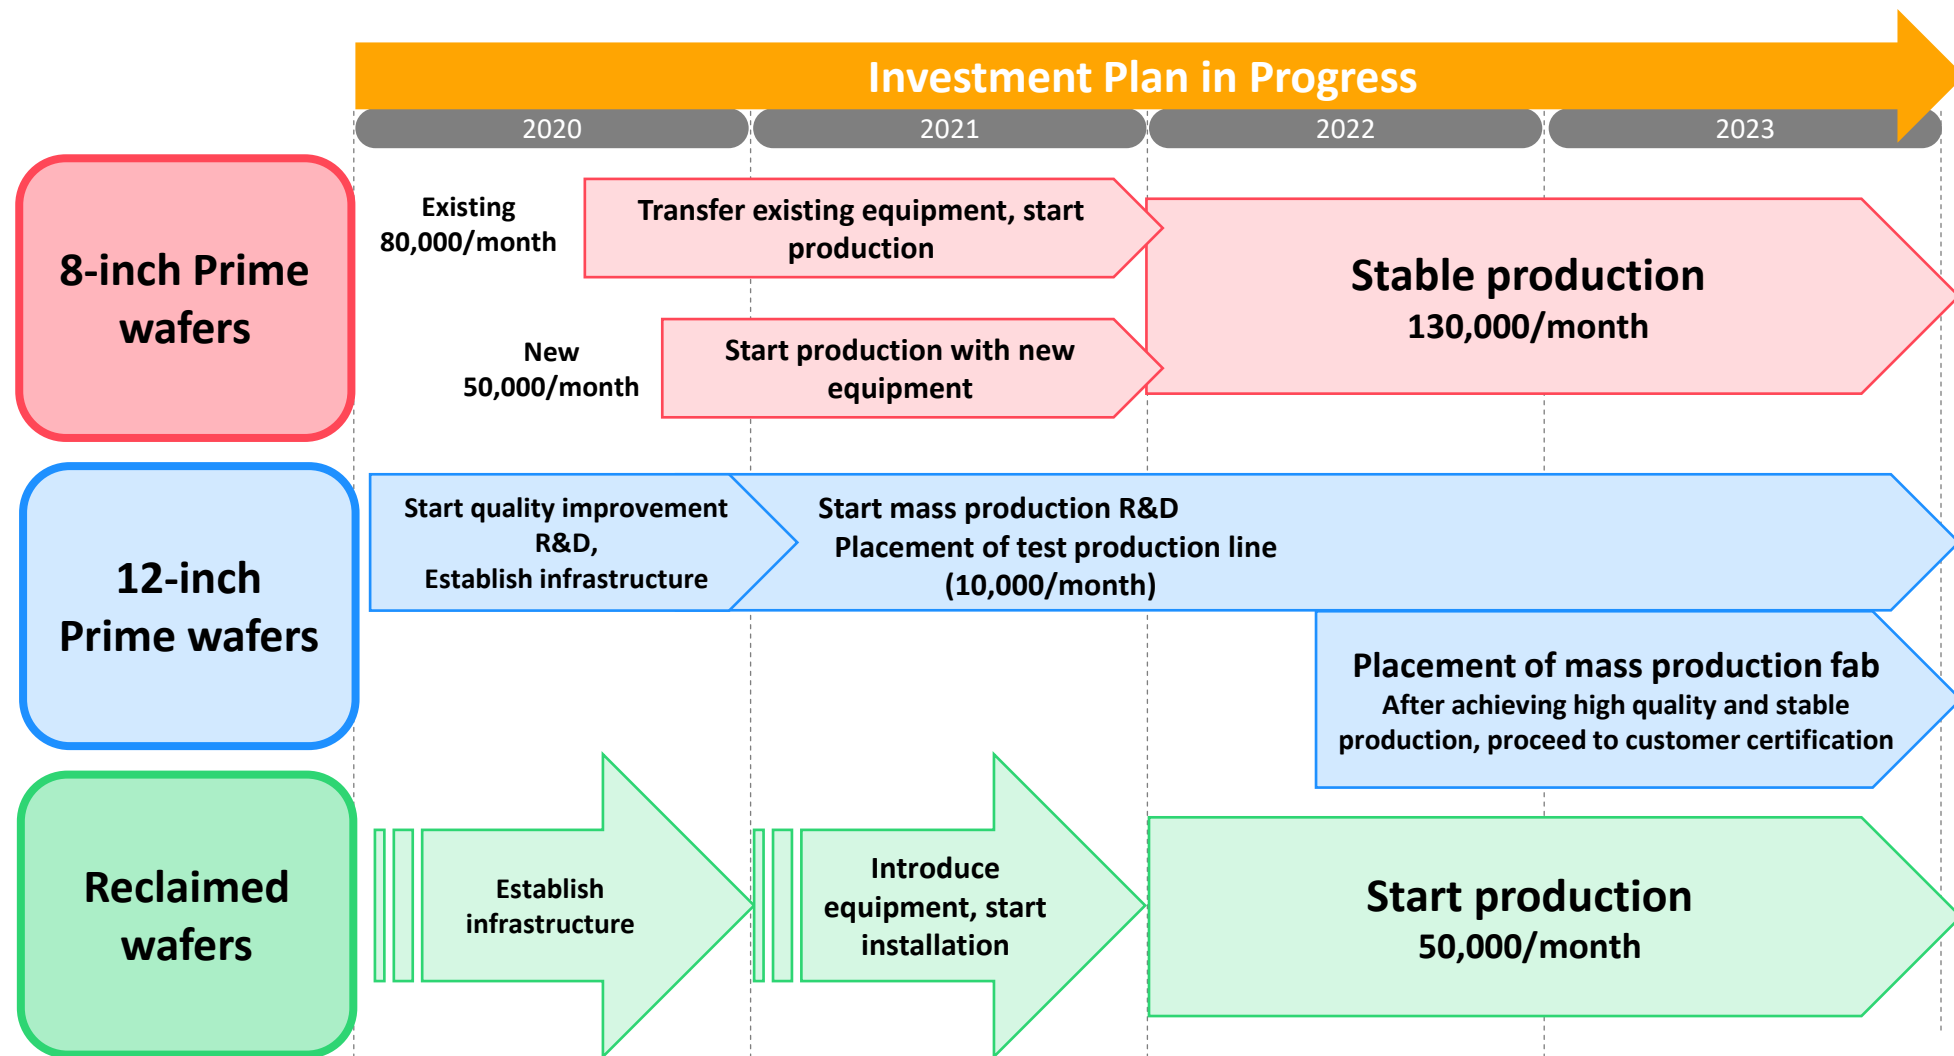 Investment Plan in Progress
2020
2021
2022
2023
8-inch Prime
wafers
Existing
80,000/month
Transfer existing equipment, start
production
New
50,000/month
Start production with new
equipment
Stable production
130,000/month
12-inch
Prime wafers
Start quality improvement
R&D,
Establish infrastructure
Start mass production R&D
Placement of test production line
(10,000/month)
Placement of mass production fab
After achieving high quality and stable
production, proceed to customer certification
Reclaimed
wafers
Establish
infrastructure
Introduce
equipment, start
installation
Start production
50,000/month